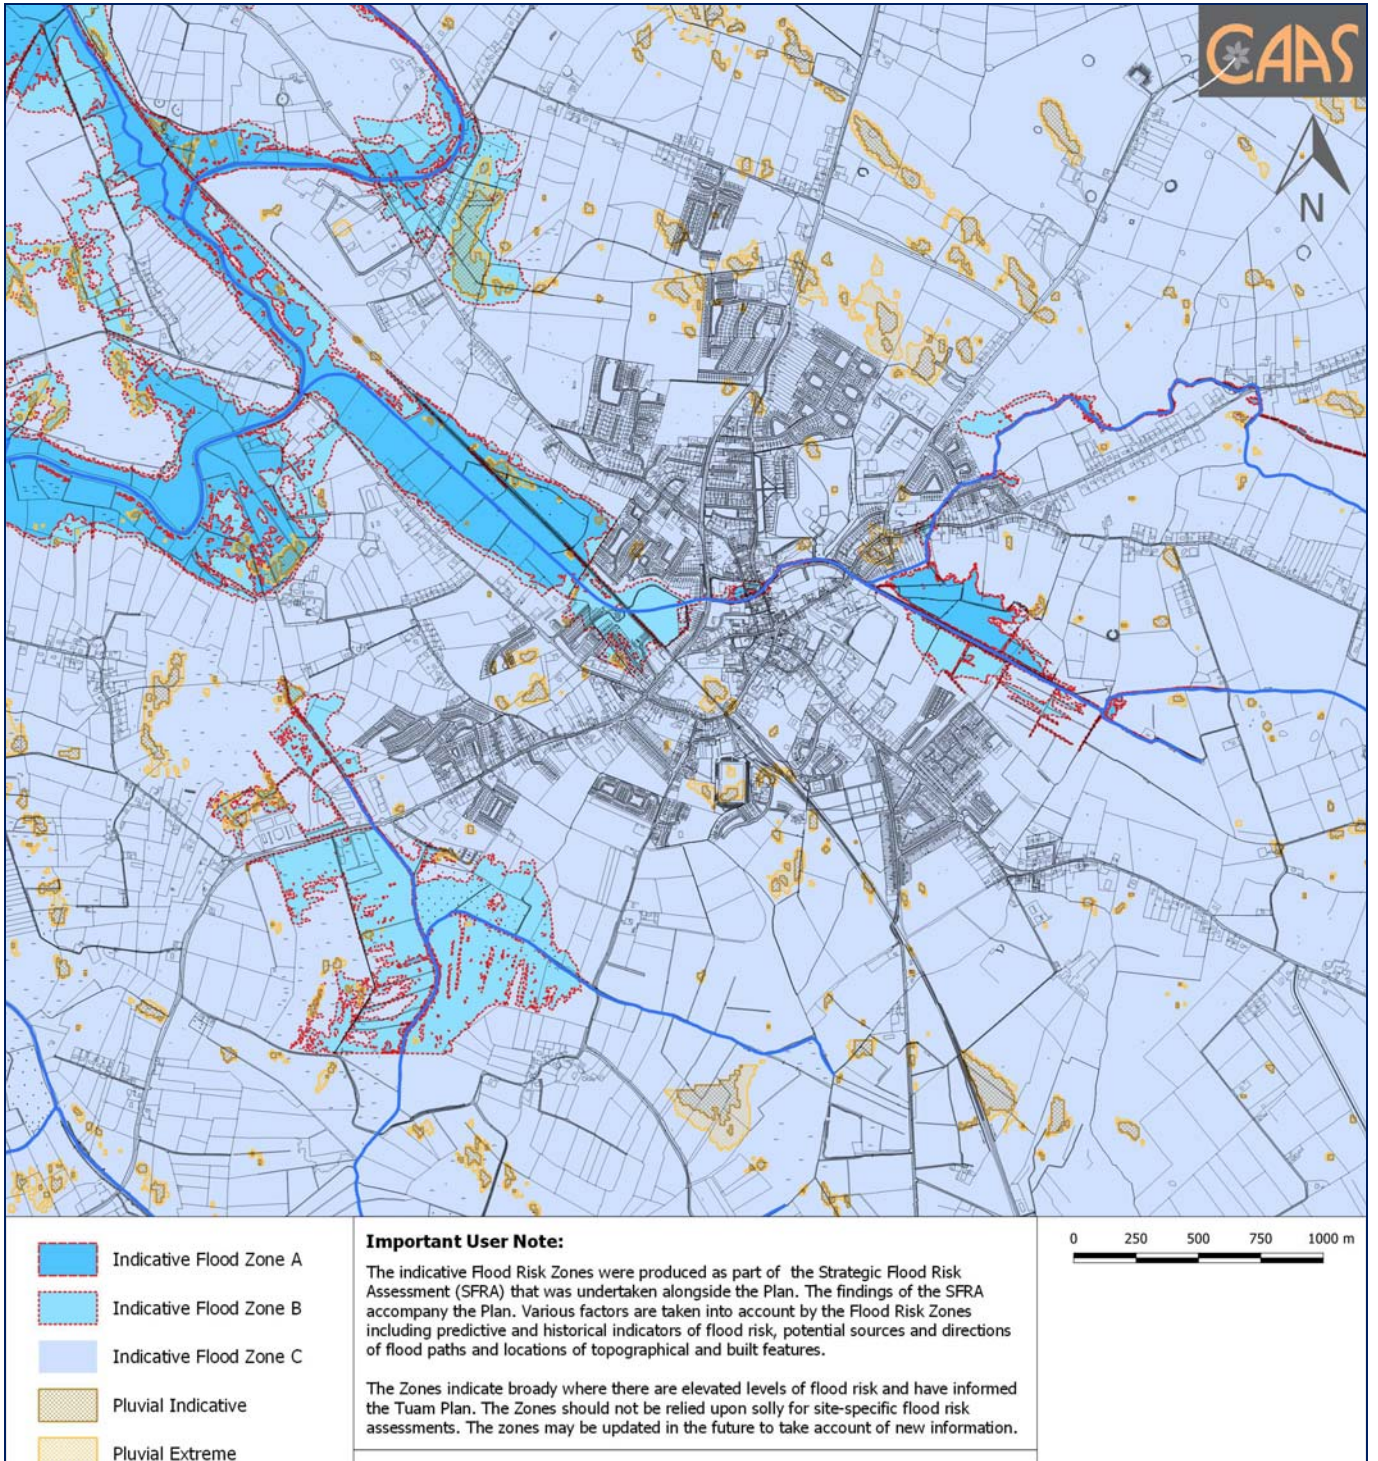 CAAS
N
Indicative Flood Zone A
Indicative Flood Zone B
Indicative Flood Zone C
Pluvial Indicative
Pluvial Extreme
Important User Note:
The indicative Flood Risk Zones were produced as part of the Strategic Flood Risk
Assessment (SFRA) that was undertaken alongside the Plan. The findings of the SFRA
accompany the Plan. Various factors are taken into account by the Flood Risk Zones
including predictive and historical indicators of flood risk, potential sources and directions
of flood paths and locations of topographical and built features.
The Zones indicate broady where there are elevated levels of flood risk and have informed
the Tuam Plan. The Zones should not be relied upon solly for site-specific flood risk
assessments. The zones may be updated in the future to take account of new information.
0 250 500 750 1000 m